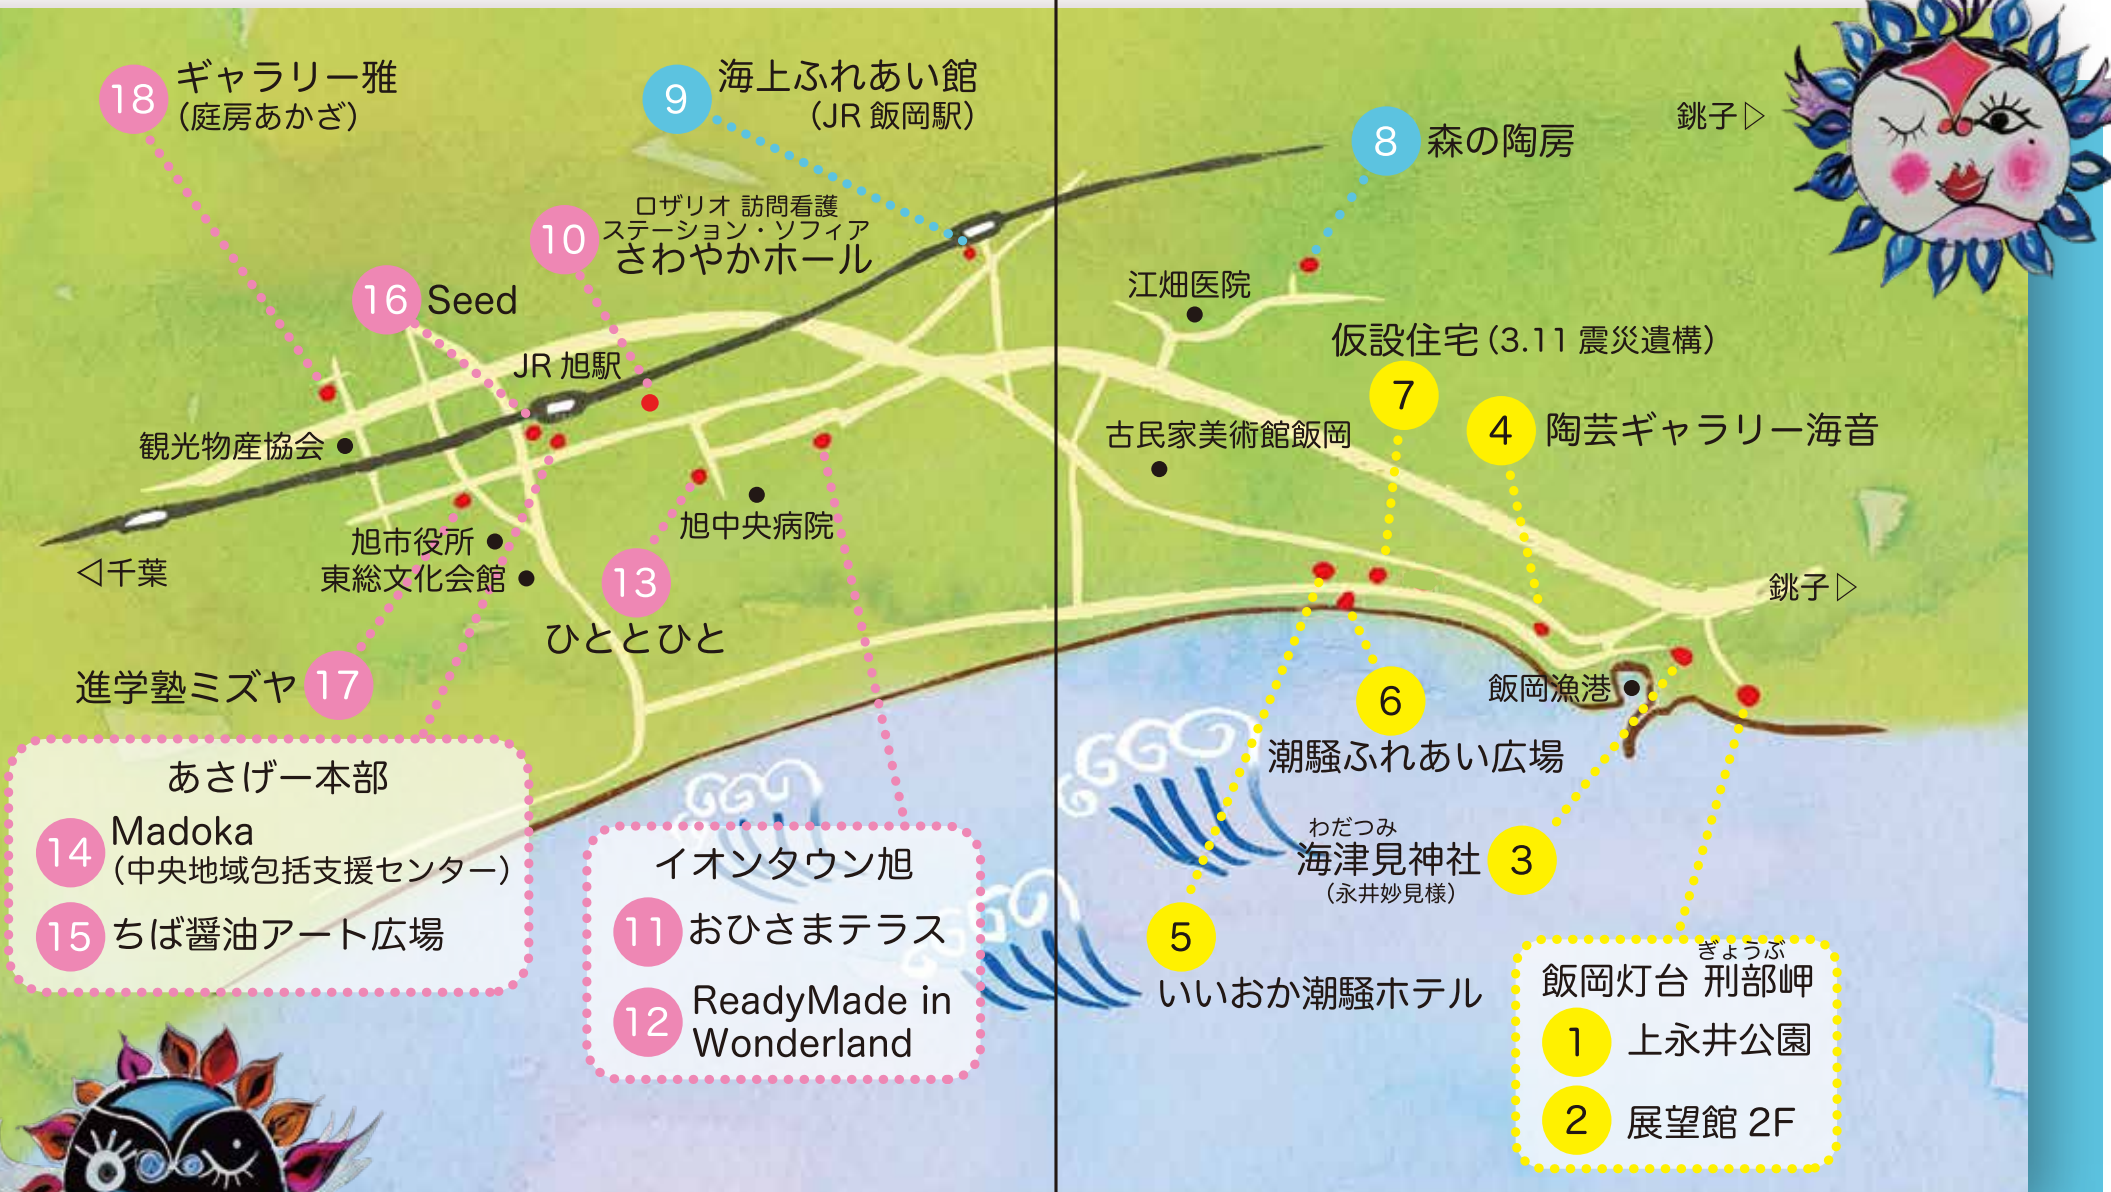 18 ギャラリー雅
(庭房あかざ)
9 海上ふれあい館
(JR 飯岡駅)
8 森の陶房
銚子▷
ロザリオ 訪問看護
ステーション・ソフィア
10 さわやかホール
16 Seed
JR 旭駅
江畑医院
仮設住宅(3.11 震災遺構)
7
4 陶芸ギャラリー海音
古民家美術館飯岡
観光物産協会
旭中央病院
旭市役所
東総文化会館
◁千葉
13
ひととひと
銚子▷
進学塾ミズヤ 17
飯岡漁港
6
潮騒ふれあい広場
わだつみ
海津見神社 3
(永井妙見様)
5
いいおか潮騒ホテル
あさげー本部
14 Madoka
(中央地域包括支援センター)
15 ちば醤油アート広場
イオンタウン旭
11 おひさまテラス
12 ReadyMade in
Wonderland
ぎょうぶ
飯岡灯台 刑部岬
1 上永井公園
2 展望館 2F